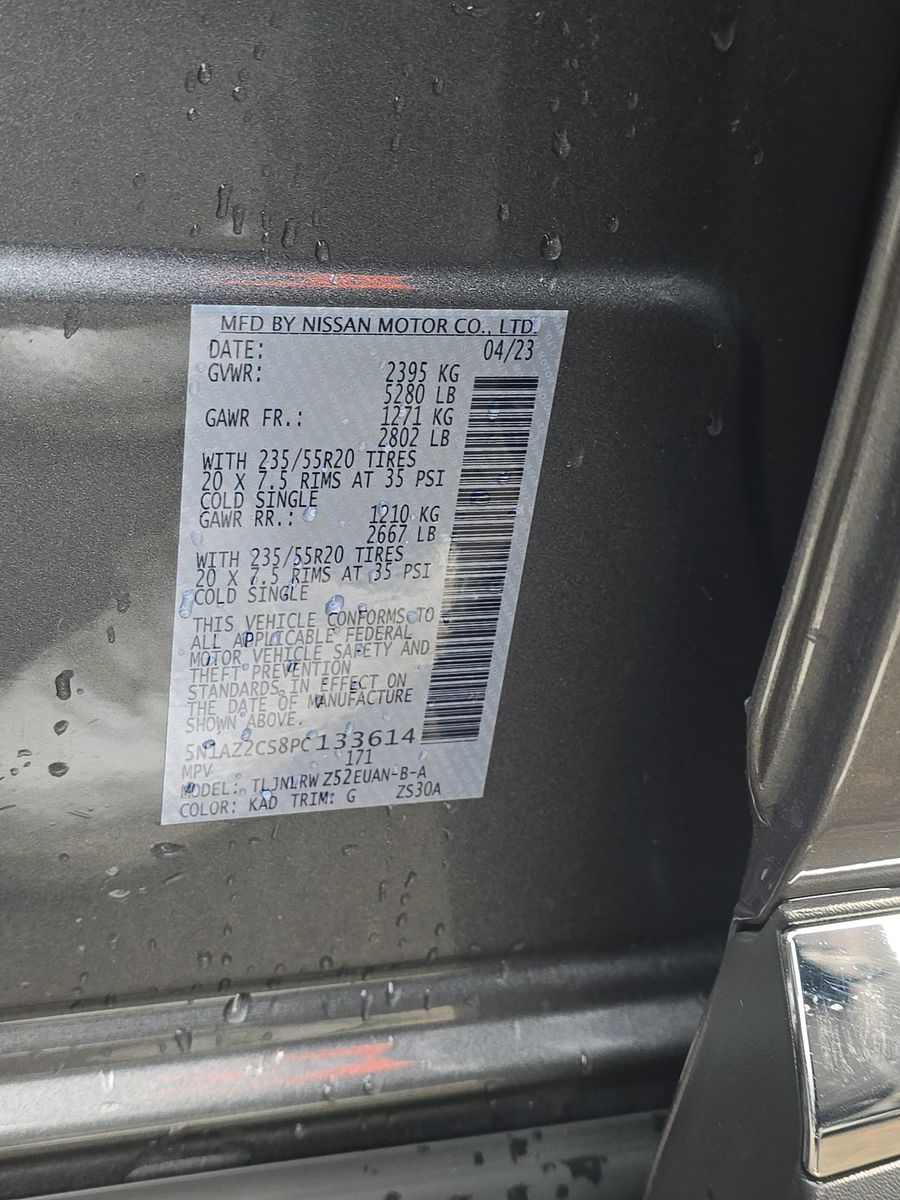 MFD BY NISSAN MOTOR CO., LTD.
DATE: 04/23
GVWR: 2395 KG
5280 LB
GAWR FR.: 1271 KG
2802 LB
WITH 235/55R20 TIRES
20 X 7.5 RIMS AT 35 PSI
COLD SINGLE
GAWR RR.: 1210 KG
2667 LB
WITH 235/55R20 TIRES
20 X 7.5 RIMS AT 35 PSI
COLD SINGLE
THIS VEHICLE CONFORMS TO
ALL APPLICABLE FEDERAL
MOTOR VEHICLE SAFETY AND
THEFT PREVENTION
STANDARDS IN EFFECT ON
THE DATE OF MANUFACTURE
SHOWN ABOVE.
5N1AZ2CS8PC133614
MPV 171
MODEL: TLJNLRW Z52EUAN-B-A
COLOR: KAD TRIM: G ZS30A